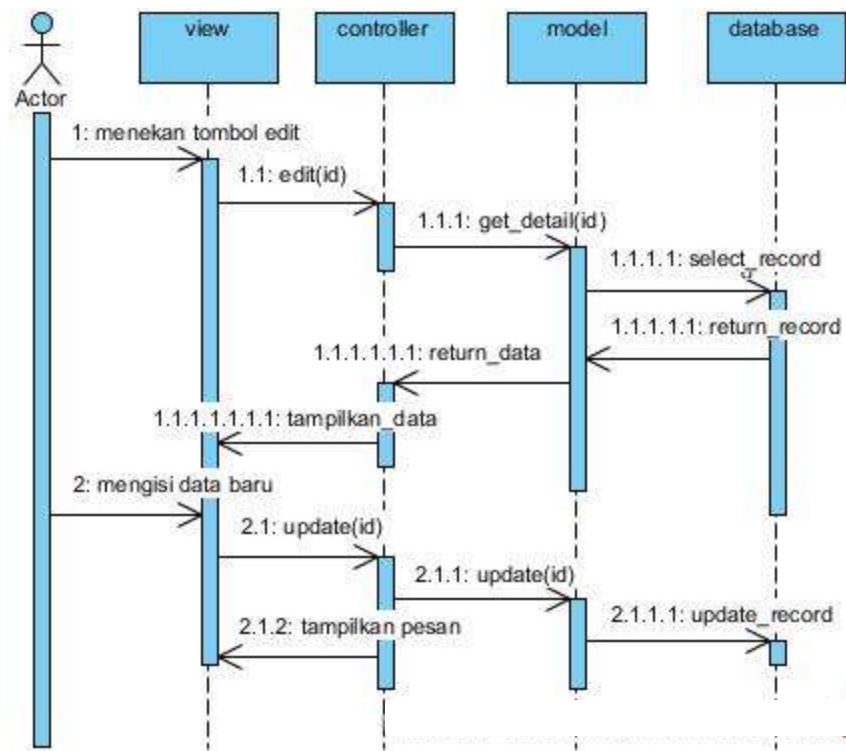 view
controller
model
database
Actor
1: menekan tombol edit
1.1: edit(id)
1.1.1: get_detail(id)
1.1.1.1: select_record
1.1.1.1.1: return_record
1.1.1.1.1.1: return_data
1.1.1.1.1.1.1: tampilkan_data
2: mengisi data baru
2.1: update(id)
2.1.1: update(id)
2.1.1.1: update_record
2.1.2: tampilkan pesan